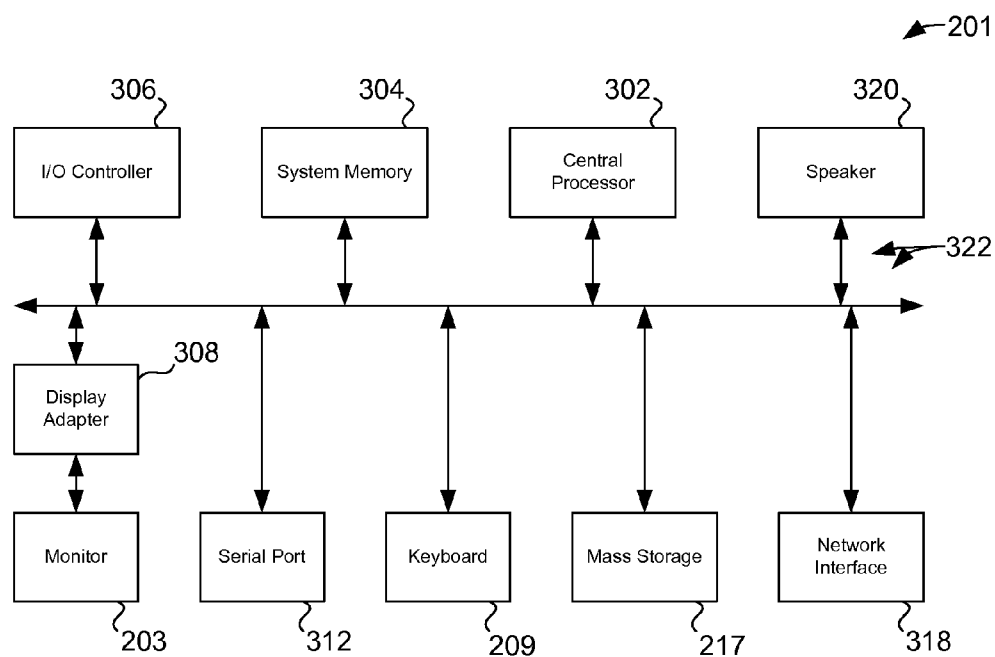 201
306
304
302
320
I/O Controller
System Memory
Central
Processor
Speaker
322
308
Display
Adapter
Monitor
Serial Port
Keyboard
Mass Storage
Network
Interface
203
312
209
217
318